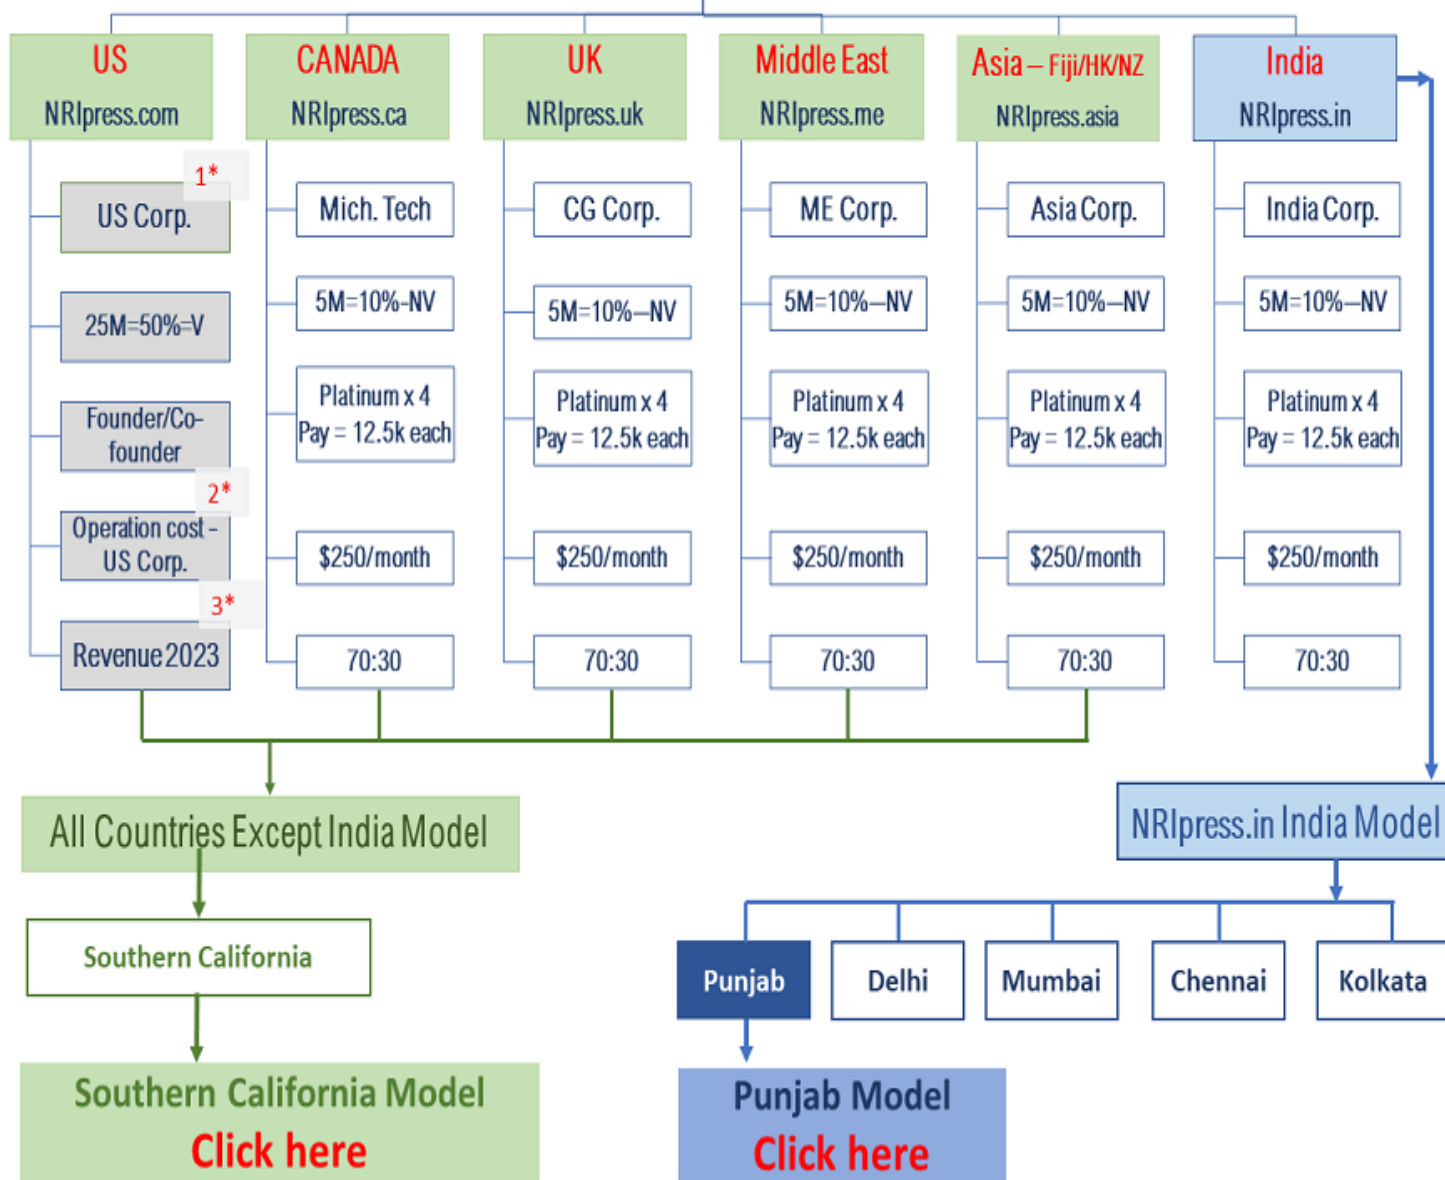 US
NRIpress.com
CANADA
NRIpress.ca
UK
NRIpress.uk
Middle East
NRIpress.me
Asia – Fiji/HK/NZ
NRIpress.asia
India
NRIpress.in
1*
US Corp.
25M=50%=V
Founder/Co-
founder
2*
Operation cost –
US Corp.
3*
Revenue 2023
Mich. Tech
5M=10%-NV
Platinum x 4
Pay = 12.5k each
$250/month
70:30
CG Corp.
5M=10%–NV
Platinum x 4
Pay = 12.5k each
$250/month
70:30
ME Corp.
5M=10%–NV
Platinum x 4
Pay = 12.5k each
$250/month
70:30
Asia Corp.
5M=10%–NV
Platinum x 4
Pay = 12.5k each
$250/month
70:30
India Corp.
5M=10%–NV
Platinum x 4
Pay = 12.5k each
$250/month
70:30
All Countries Except India Model
Southern California
Southern California Model
Click here
NRIpress.in India Model
Punjab
Delhi
Mumbai
Chennai
Kolkata
Punjab Model
Click here